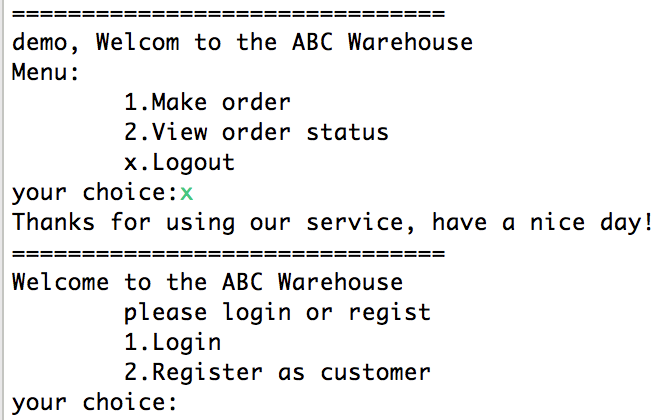 ===============================
demo, Welcom to the ABC Warehouse
Menu:
        1.Make order
        2.View order status
        x.Logout
your choice:x
Thanks for using our service, have a nice day!
===============================
Welcome to the ABC Warehouse
        please login or regist
        1.Login
        2.Register as customer
your choice: